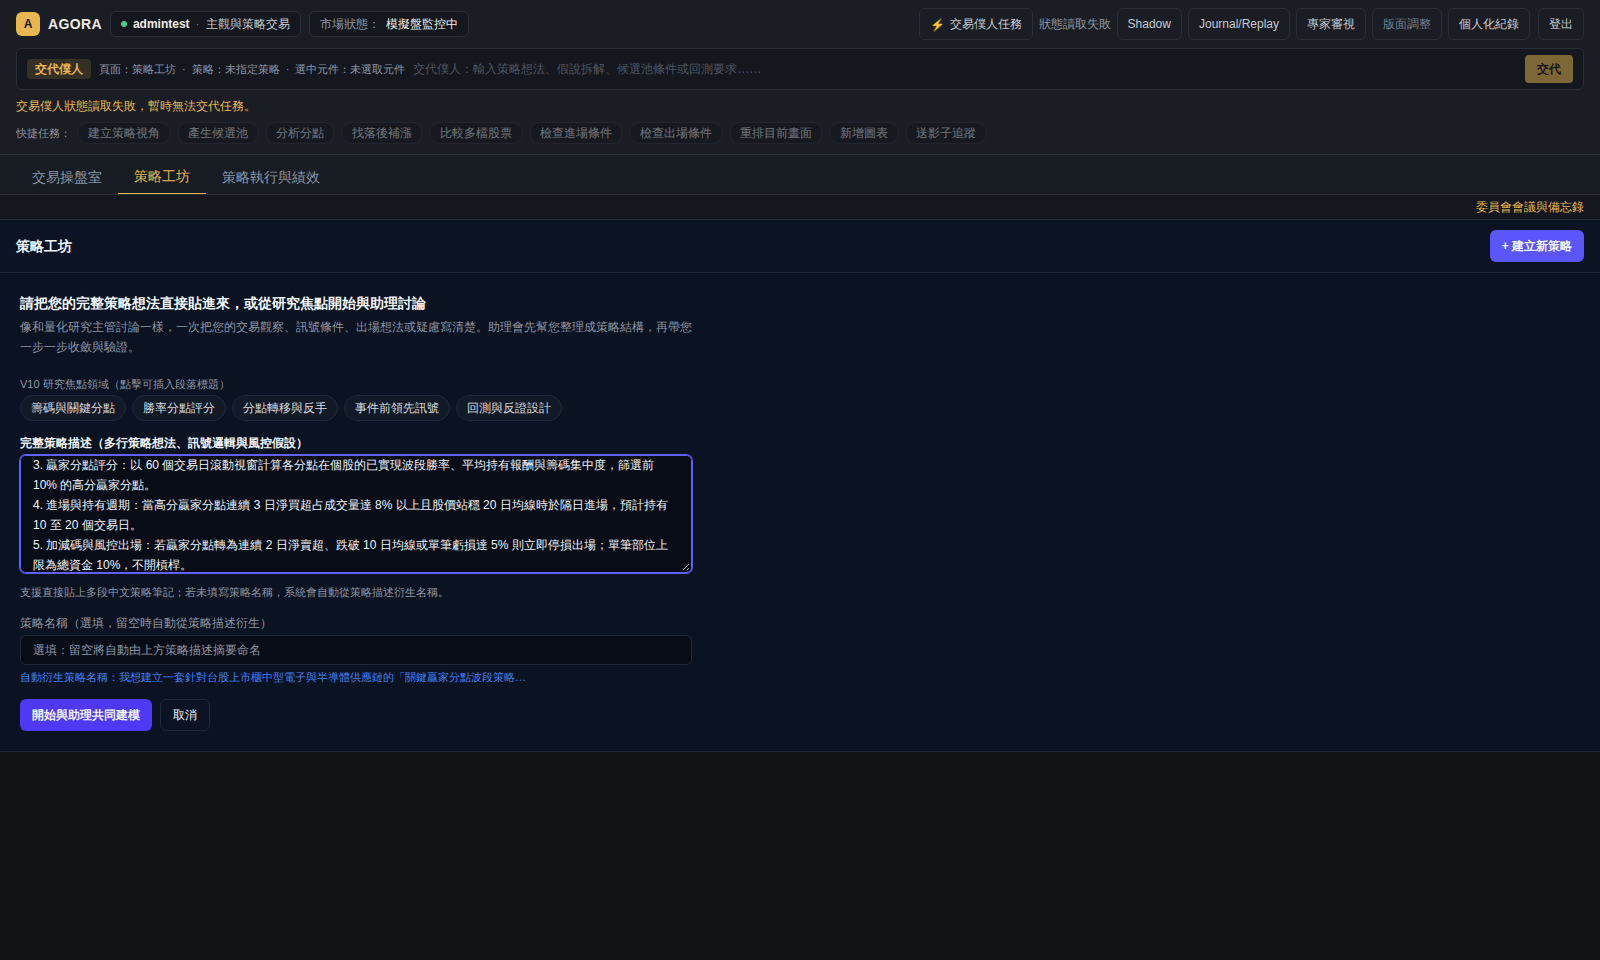 A AGORA admintest · 主觀與策略交易 市場狀態： 模擬盤監控中 ⚡ 交易僕人任務 狀態讀取失敗 Shadow Journal/Replay 專家審視 版面調整 個人化紀錄 登出
交代僕人 頁面：策略工坊 · 策略：未指定策略 · 選中元件：未選取元件 交代僕人：輸入策略想法、假說拆解、候選池條件或回測要求…… 交代
交易僕人狀態讀取失敗，暫時無法交代任務。
快捷任務： 建立策略視角 產生候選池 分析分點 找落後補漲 比較多檔股票 檢查進場條件 檢查出場條件 重排目前畫面 新增圖表 送影子追蹤
交易操盤室 策略工坊 策略執行與績效
委員會會議與備忘錄
策略工坊 + 建立新策略
請把您的完整策略想法直接貼進來，或從研究焦點開始與助理討論
像和量化研究主管討論一樣，一次把您的交易觀察、訊號條件、出場想法或疑慮寫清楚。助理會先幫您整理成策略結構，再帶您
一步一步收斂與驗證。
V10 研究焦點領域（點擊可插入段落標題）
籌碼與關鍵分點 勝率分點評分 分點轉移與反手 事件前領先訊號 回測與反證設計
完整策略描述（多行策略想法、訊號邏輯與風控假設）
3. 贏家分點評分：以 60 個交易日滾動視窗計算各分點在個股的已實現波段勝率、平均持有報酬與籌碼集中度，篩選前
10% 的高分贏家分點。
4. 進場與持有週期：當高分贏家分點連續 3 日淨買超占成交量達 8% 以上且股價站穩 20 日均線時於隔日進場，預計持有
10 至 20 個交易日。
5. 加減碼與風控出場：若贏家分點轉為連續 2 日淨賣超、跌破 10 日均線或單筆虧損達 5% 則立即停損出場；單筆部位上
限為總資金 10%，不開槓桿。
支援直接貼上多段中文策略筆記；若未填寫策略名稱，系統會自動從策略描述衍生名稱。
策略名稱（選填，留空時自動從策略描述衍生）
選填：留空將自動由上方策略描述摘要命名
自動衍生策略名稱：我想建立一套針對台股上市櫃中型電子與半導體供應鏈的「關鍵贏家分點波段策略…
開始與助理共同建模 取消